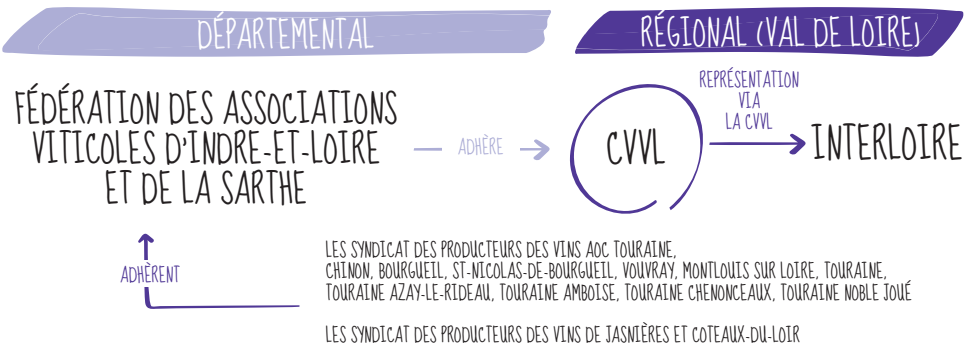 DÉPARTEMENTAL
RÉGIONAL (VAL DE LOIRE)
FÉDÉRATION DES ASSOCIATIONS
VITICOLES D'INDRE-ET-LOIRE
ET DE LA SARTHE
ADHÈRE
CVVL
REPRÉSENTATION
VIA
LA CVVL
INTERLOIRE
ADHÈRENT
LES SYNDICAT DES PRODUCTEURS DES VINS AOC TOURAINE,
CHINON, BOURGUEIL, ST-NICOLAS-DE-BOURGUEIL, VOUVRAY, MONTLOUIS SUR LOIRE, TOURAINE,
TOURAINE AZAY-LE-RIDEAU, TOURAINE AMBOISE, TOURAINE CHENONCEAUX, TOURAINE NOBLE JOUÉ
LES SYNDICAT DES PRODUCTEURS DES VINS DE JASNIÈRES ET COTEAUX-DU-LOIR